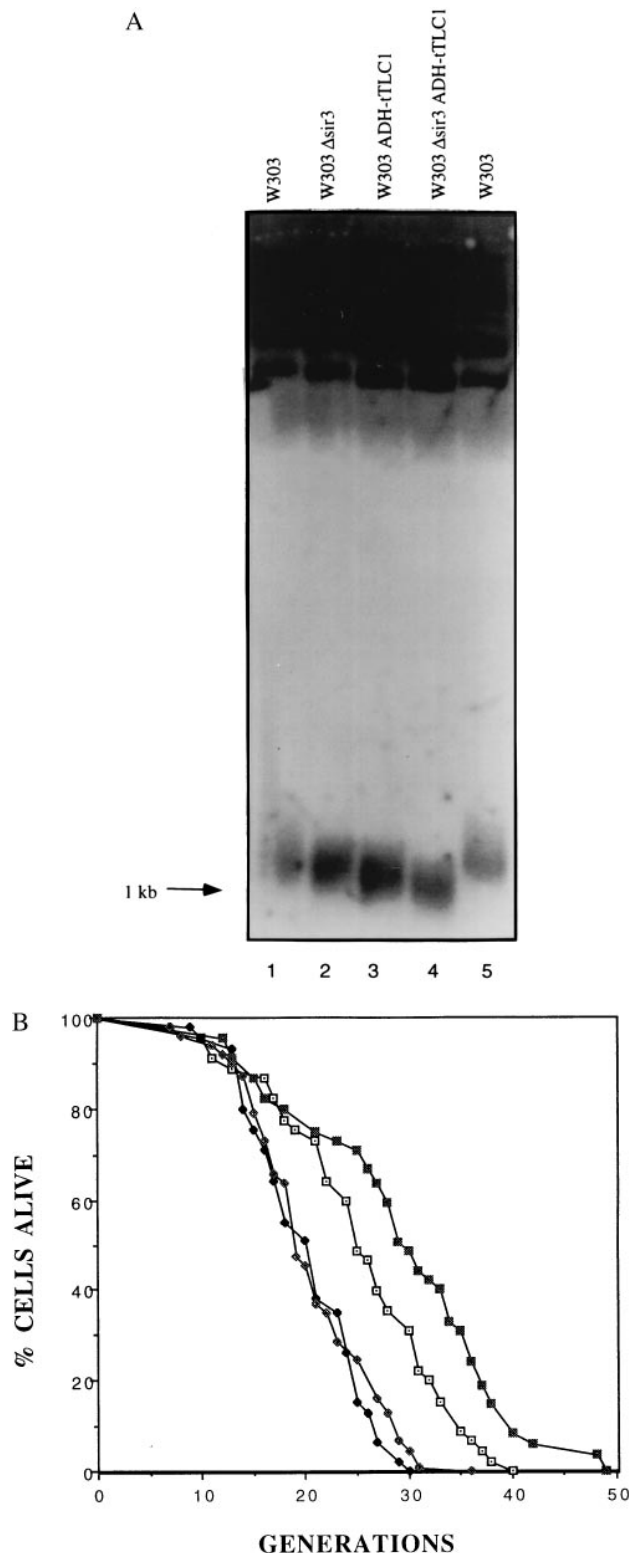 A
W303
W303 Δsir3
W303 ADH-tTLC1
W303 Δsir3 ADH-tTLC1
W303
1 kb
1 2 3 4 5
B
100
80
60
40
20
0
% CELLS ALIVE
0 10 20 30 40 50
GENERATIONS